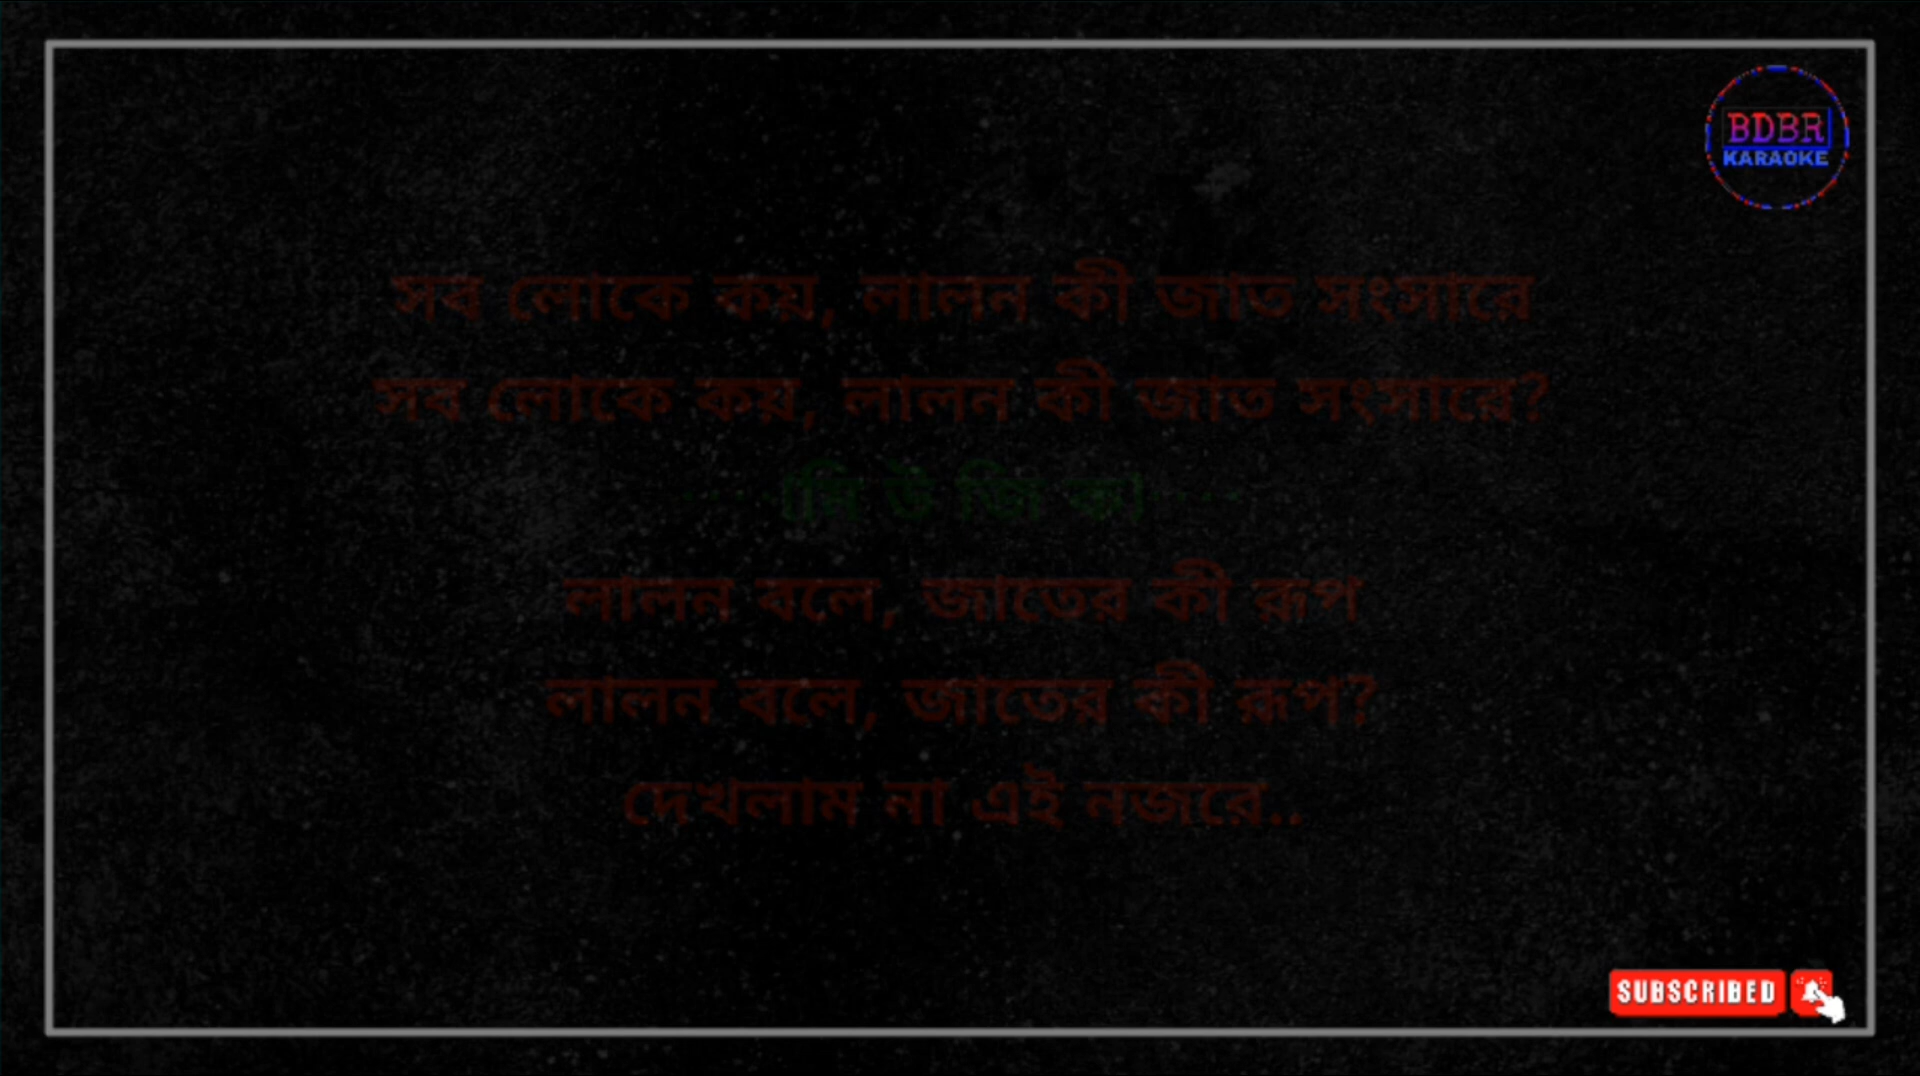 BDBR
KARAOKE
সব লোকে কয়, লালন কী জাত সংসারে
সব লোকে কয়, লালন কী জাত সংসারে?
··· [মি উ জি ক] ···
লালন বলে, জাতের কী রূপ
লালন বলে, জাতের কী রূপ?
দেখলাম না এই নজরে..
SUBSCRIBED